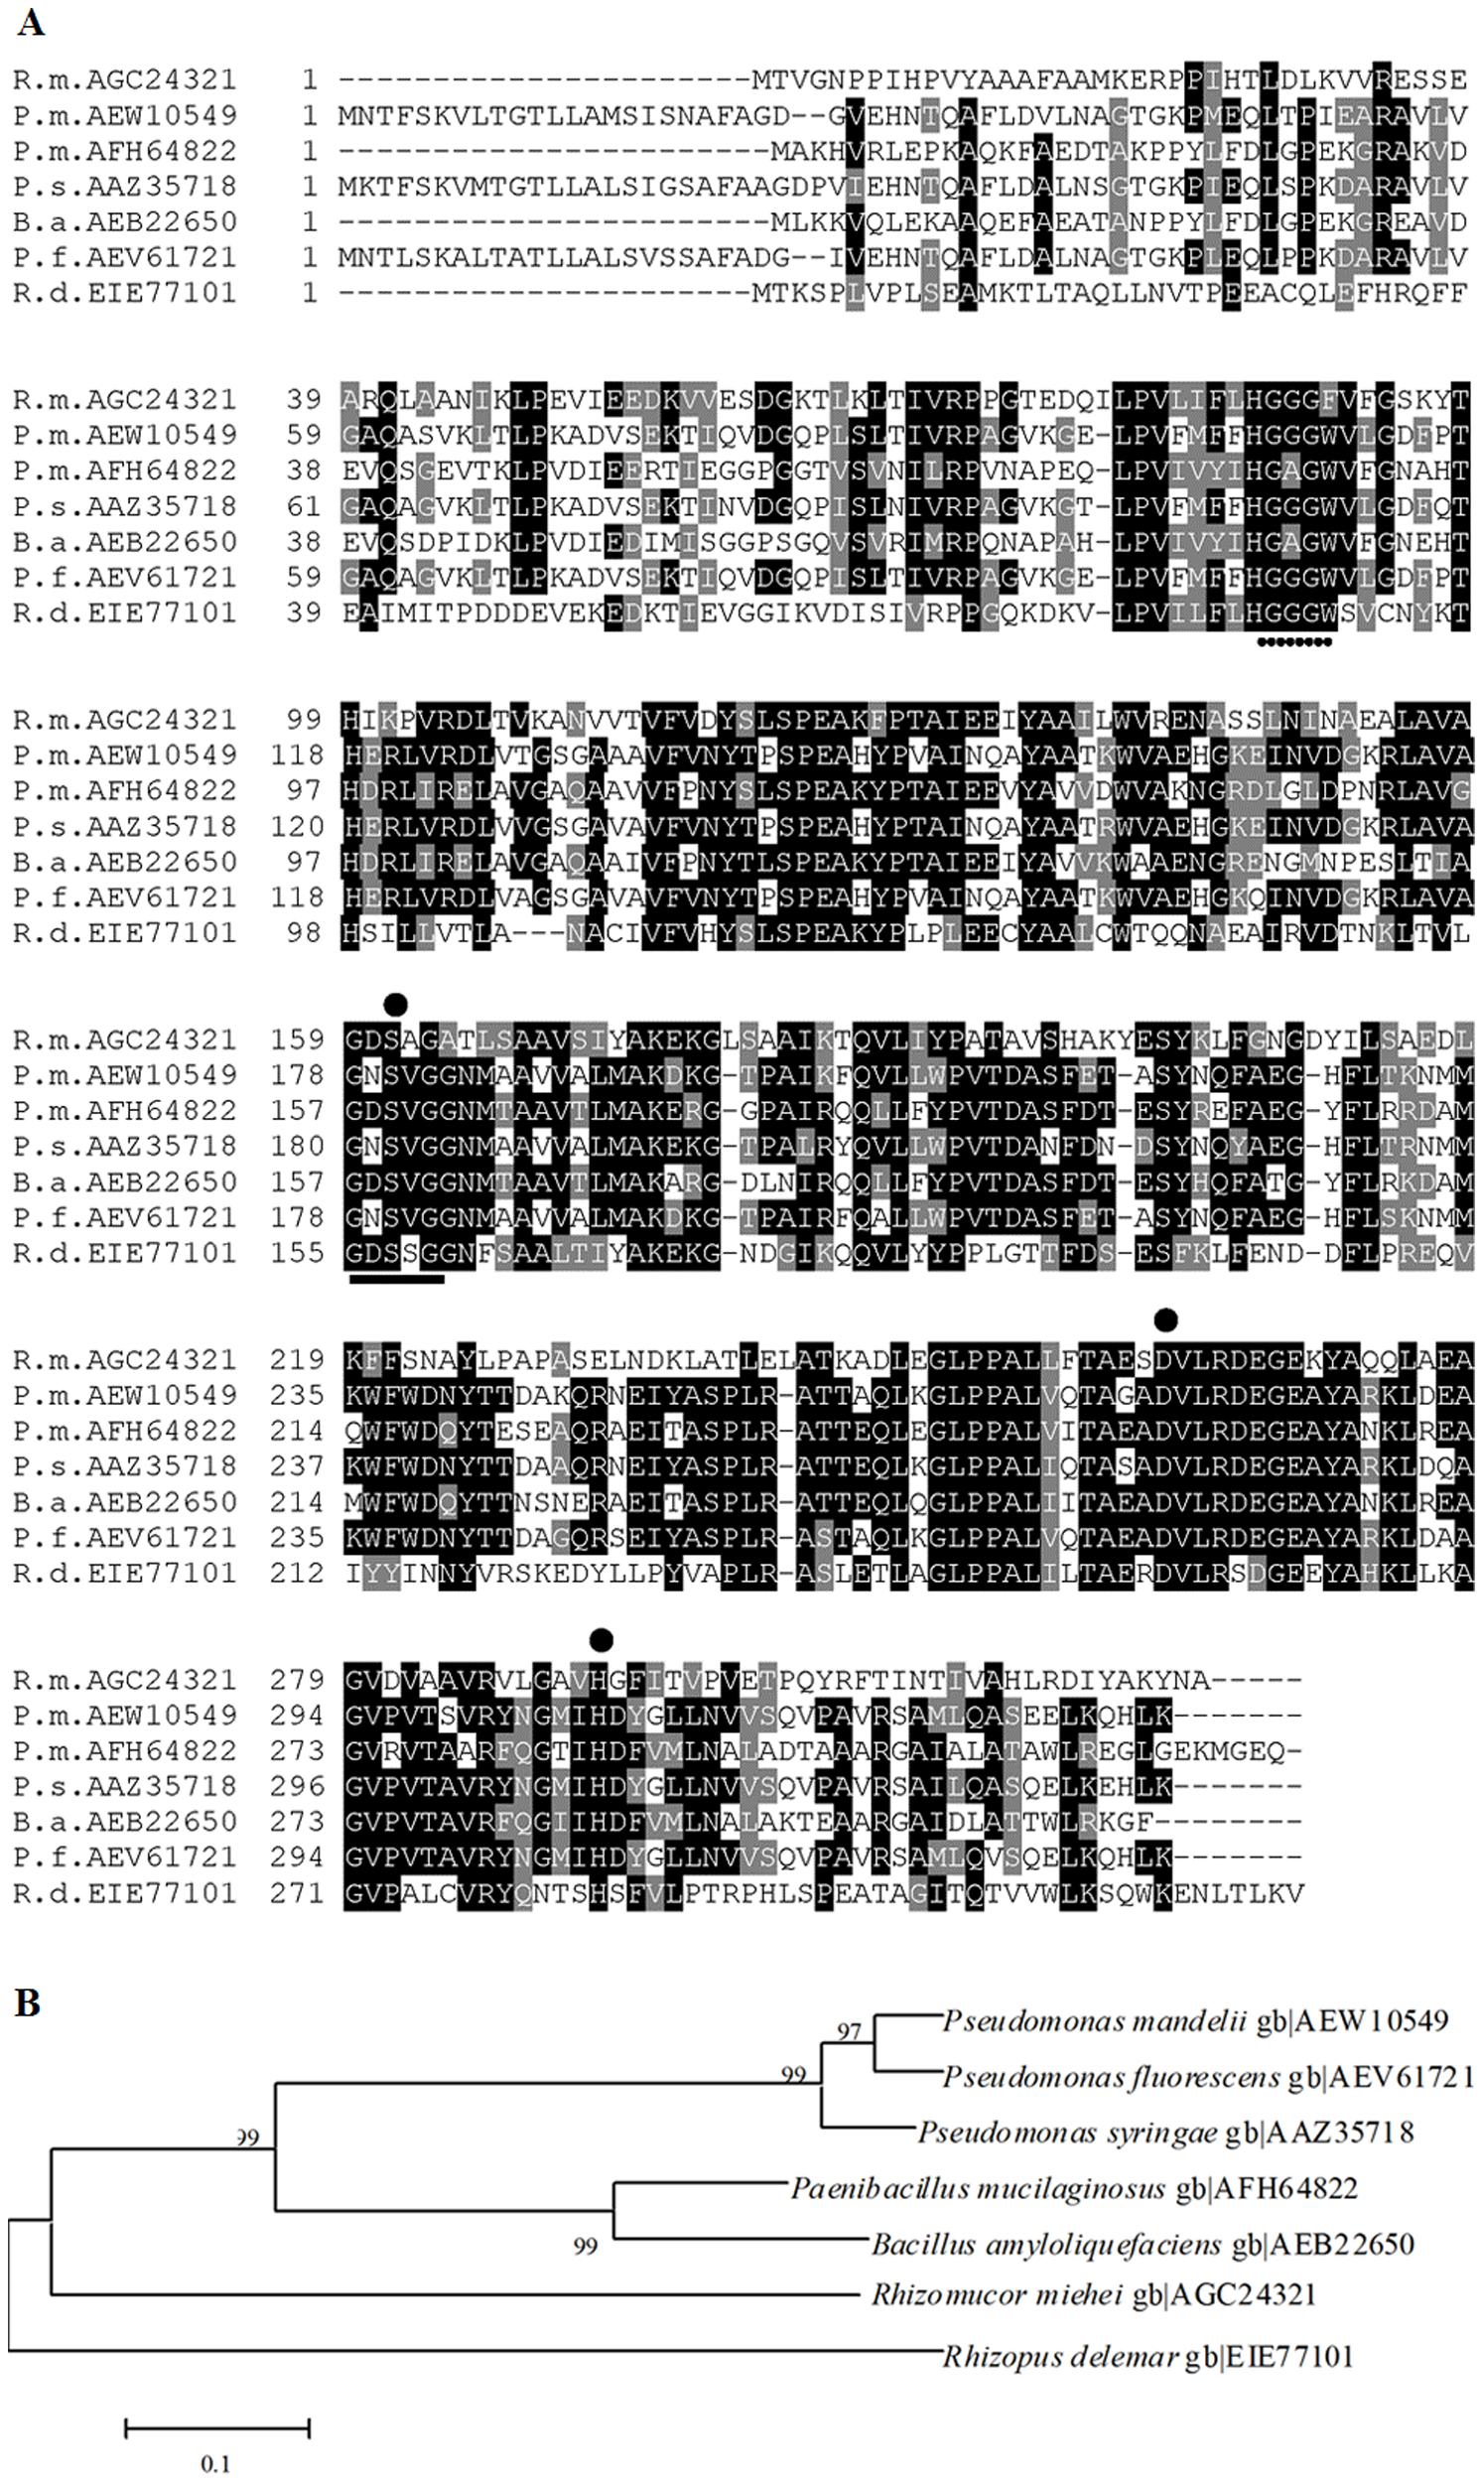 A
R.m.AGC24321 1 ----------------------MTVGNPPIHPVYAAAFAAMKERPPIHTLDLKVVRESSE
P.m.AEW10549 1 MNTFSKVLTGTLLAMSISNAFAGD--GVEHNTQAFLDVLNAGTGKPMEQLTPIEARAVLV
P.m.AFH64822 1 -----------------------MAKHVRLEPKAQKFAEDTAKPPYLFDLGPEKGRAKVD
P.s.AAZ35718 1 MKTFSKVMTGTLLALSIGSAFAAGDPVIEHNTQAFLDALNSGTGKPIEQLSPKDARAVLV
B.a.AEB22650 1 -----------------------MLKKVQLEKAAQEFAEATANPPYLFDLGPEKGREAVD
P.f.AEV61721 1 MNTLSKALTATLLALSVSSAFADG--IVEHNTQAFLDALNAGTGKPLEQLPPKDARAVLV
R.d.EIE77101 1 ----------------------MTKSPLVPLSEAMKTLTAQLLNVTPEEACQLEFHRQFF
R.m.AGC24321 39 ARQLAANIKLPEVIEEDKVVESDGKTLKLTIVRPPGTEDQILPVLIFLHGGGFVFGSKYT
P.m.AEW10549 59 GAQASVKLTLPKADVSEKTIQVDGQPLSLTIVRPAGVKGE-LPVFMFFHGGGWVLGDFPT
P.m.AFH64822 38 EVQSGEVTKLPVDIEERTIEGGPGGTVSVNILRPVNAPEQ-LPVIVYIHGAGWVFGNAHT
P.s.AAZ35718 61 GAQAGVKLTLPKADVSEKTINVDGQPISLNIVRPAGVKGT-LPVFMFFHGGGWVLGDFQT
B.a.AEB22650 38 EVQSDPIDKLPVDIEDIMISGGPSGQVSVRIMRPQNAPAH-LPVIVYIHGAGWVFGNEHT
P.f.AEV61721 59 GAQAGVKLTLPKADVSEKTIQVDGQPISLTIVRPAGVKGE-LPVFMFFHGGGWVLGDFPT
R.d.EIE77101 39 EAIMITPDDDEVEKEDKTIEVGGIKVDISIVRPPGQKDKV-LPVILFLHGGGWSVCNYKT
R.m.AGC24321 99 HIKPVRDLTVKANVVTVFVDYSLSPEAKFPTAIEEIYAAILWVRENASSLNINAEALAVA
P.m.AEW10549 118 HERLVRDLVTGSGAAAVFVNYTPSPEAHYPVAINQAYAATKWVAEHGKEINVDGKRLAVA
P.m.AFH64822 97 HDRLIRELAVGAQAAVVFPNYSLSPEAKYPTAIEEVYAVVDWVAKNGRDLGLDPNRLAVG
P.s.AAZ35718 120 HERLVRDLVVGSGAVAVFVNYTPSPEAHYPTAINQAYAATRWVAEHGKEINVDGKRLAVA
B.a.AEB22650 97 HDRLIRELAVGAQAAIVFPNYTLSPEAKYPTAIEEIYAVVKWAAENGRENGMNPESLTIA
P.f.AEV61721 118 HERLVRDLVAGSGAVAVFVNYTPSPEAHYPVAINQAYAATKWVAEHGKQINVDGKRLAVA
R.d.EIE77101 98 HSILLVTLA---NACIVFVHYSLSPEAKYPLPLEECYAALCWTQQNAEAIRVDTNKLTVL
R.m.AGC24321 159 GDSAGATLSAAVSIYAKEKGLSAAIKTQVLIYPATAVSHAKYESYKLFGNGDYILSAEDL
P.m.AEW10549 178 GNSVGGNMAAVVALMAKDKG-TPAIKFQVLLWPVTDASFET-ASYNQFAEG-HFLTKNMM
P.m.AFH64822 157 GDSVGGNMTAAVTLMAKERG-GPAIRQQLLFYPVTDASFDT-ESYREFAEG-YFLRRDAM
P.s.AAZ35718 180 GNSVGGNMAAVVALMAKEKG-TPALRYQVLLWPVTDANFDN-DSYNQYAEG-HFLTRNMM
B.a.AEB22650 157 GDSVGGNMTAAVTLMAKARG-DLNIRQQLLFYPVTDASFDT-ESYHQFATG-YFLRKDAM
P.f.AEV61721 178 GNSVGGNMAAVVALMAKDKG-TPAIRFQALLWPVTDASFET-ASYNQFAEG-HFLSKNMM
R.d.EIE77101 155 GDSSGGNFSAALTIYAKEKG-NDGIKQQVLYYPPLGTTFDS-ESFKLFEND-DFLPREQV
R.m.AGC24321 219 KFFSNAYLPAPASELNDKLATLELATKADLEGLPPALLFTAESDVLRDEGEKYAQQLAEA
P.m.AEW10549 235 KWFWDNYTTDAKQRNEIYASPLR-ATTAQLKGLPPALVQTAGADVLRDEGEAYARKLDEA
P.m.AFH64822 214 QWFWDQYTESEAQRAEITASPLR-ATTEQLEGLPPALVITAEADVLRDEGEAYANKLREA
P.s.AAZ35718 237 KWFWDNYTTDAAQRNEIYASPLR-ATTEQLKGLPPALIQTASADVLRDEGEAYARKLDQA
B.a.AEB22650 214 MWFWDQYTTNSNERAEITASPLR-ATTEQLQGLPPALIITAEADVLRDEGEAYANKLREA
P.f.AEV61721 235 KWFWDNYTTDAGQRSEIYASPLR-ASTAQLKGLPPALVQTAEADVLRDEGEAYARKLDAA
R.d.EIE77101 212 IYYINNYVRSKEDYLLPYVAPLR-ASLETLAGLPPALILTAERDVLRSDGEEYAHKLLKA
R.m.AGC24321 279 GVDVAAVRVLGAVHGFITVPVETPQYRFTINTIVAHLRDIYAKYNA-----
P.m.AEW10549 294 GVPVTSVRYNGMIHDYGLLNVVSQVPAVRSAMLQASEELKQHLK-------
P.m.AFH64822 273 GVRVTAARFQGTIHDFVMLNALADTAAARGAIALATAWLREGLGEKMGEQ-
P.s.AAZ35718 296 GVPVTAVRYNGMIHDYGLLNVVSQVPAVRSAILQASQELKEHLK-------
B.a.AEB22650 273 GVPVTAVRFQGIIHDFVMLNALAKTEAARGAIDLATTWLRKGF--------
P.f.AEV61721 294 GVPVTAVRYNGMIHDYGLLNVVSQVPAVRSAMLQVSQELKQHLK-------
R.d.EIE77101 271 GVPALCVRYQNTSHSFVLPTRPHLSPEATAGITQTVVWLKSQWKENLTLKV
B
Pseudomonas mandelii gb|AEW10549
97
Pseudomonas fluorescens gb|AEV61721
99
Pseudomonas syringae gb|AAZ35718
99
Paenibacillus mucilaginosus gb|AFH64822
99
Bacillus amyloliquefaciens gb|AEB22650
Rhizomucor miehei gb|AGC24321
Rhizopus delemar gb|EIE77101
0.1